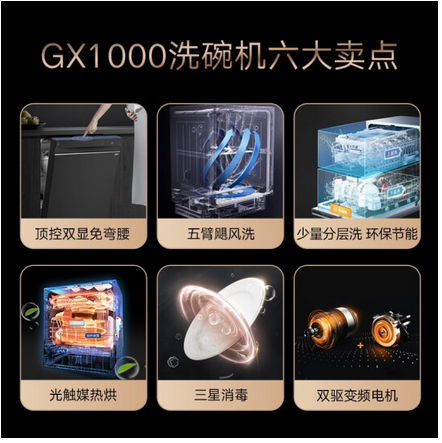 GX1000洗碗机六大卖点
顶控双显免弯腰
五臂飓风洗
少量分层洗 环保节能
光触媒热烘
三星消毒
双驱变频电机